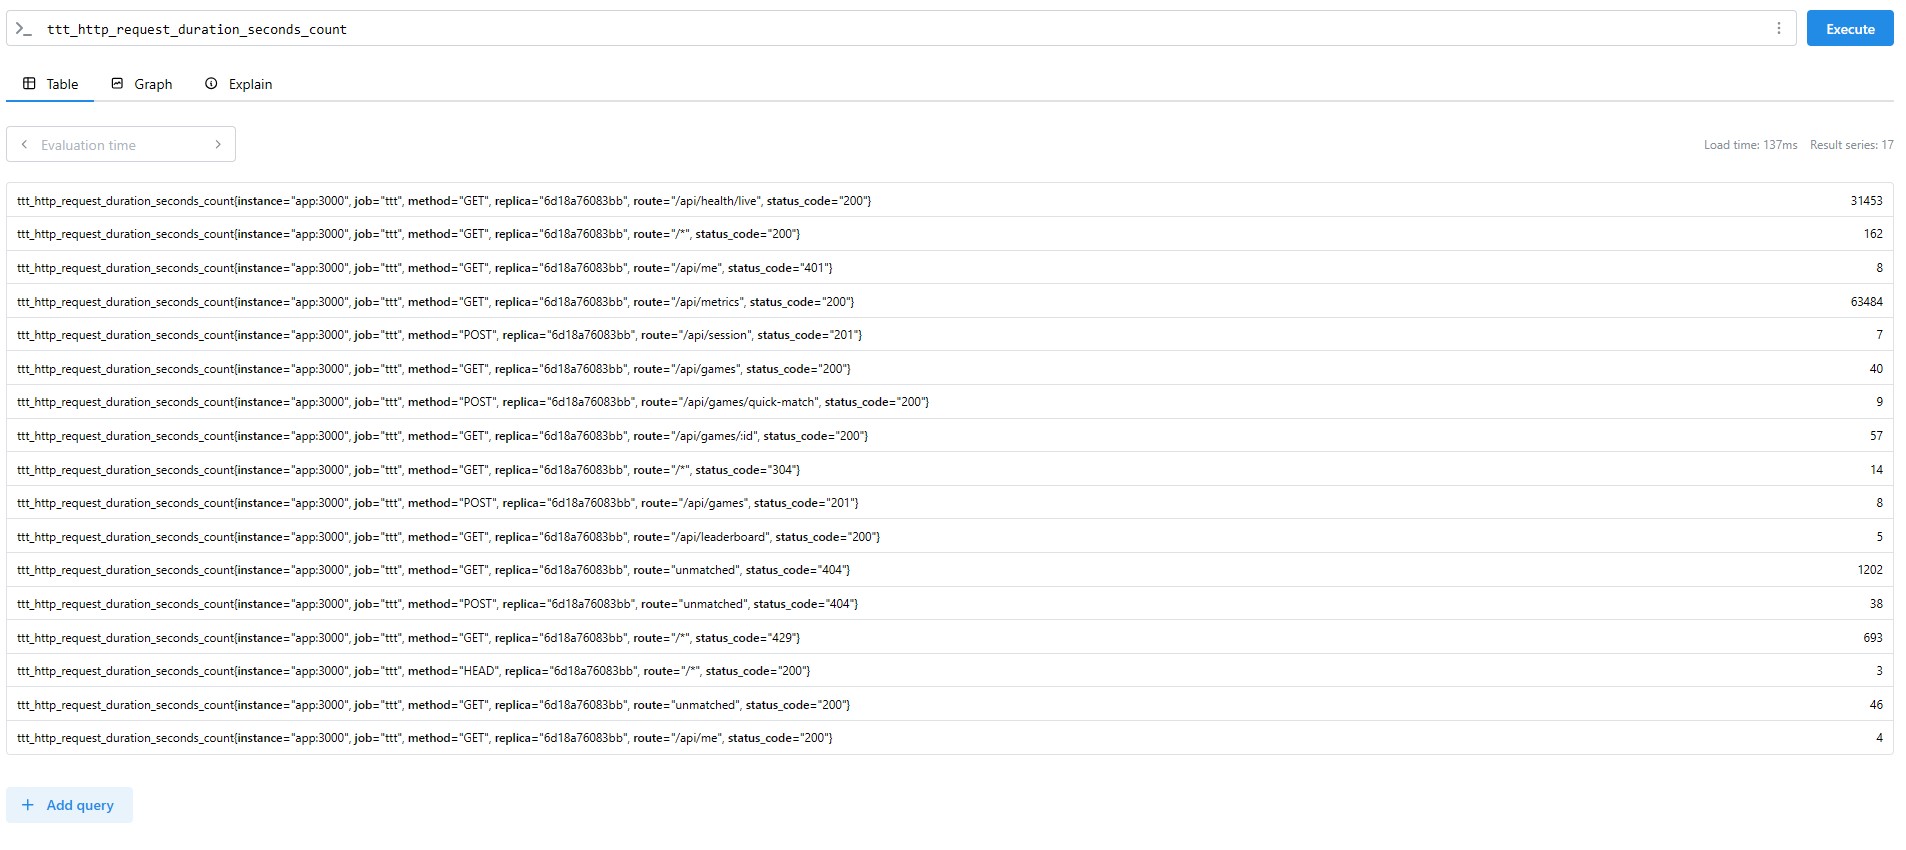 >_ ttt_http_request_duration_seconds_count
Execute
Table Graph Explain
Evaluation time
Load time: 137ms Result series: 17
ttt_http_request_duration_seconds_count{instance="app:3000", job="ttt", method="GET", replica="6d18a76083bb", route="/api/health/live", status_code="200"} 31453
ttt_http_request_duration_seconds_count{instance="app:3000", job="ttt", method="GET", replica="6d18a76083bb", route="/*", status_code="200"} 162
ttt_http_request_duration_seconds_count{instance="app:3000", job="ttt", method="GET", replica="6d18a76083bb", route="/api/me", status_code="401"} 8
ttt_http_request_duration_seconds_count{instance="app:3000", job="ttt", method="GET", replica="6d18a76083bb", route="/api/metrics", status_code="200"} 63484
ttt_http_request_duration_seconds_count{instance="app:3000", job="ttt", method="POST", replica="6d18a76083bb", route="/api/session", status_code="201"} 7
ttt_http_request_duration_seconds_count{instance="app:3000", job="ttt", method="GET", replica="6d18a76083bb", route="/api/games", status_code="200"} 40
ttt_http_request_duration_seconds_count{instance="app:3000", job="ttt", method="POST", replica="6d18a76083bb", route="/api/games/quick-match", status_code="200"} 9
ttt_http_request_duration_seconds_count{instance="app:3000", job="ttt", method="GET", replica="6d18a76083bb", route="/api/games/:id", status_code="200"} 57
ttt_http_request_duration_seconds_count{instance="app:3000", job="ttt", method="GET", replica="6d18a76083bb", route="/*", status_code="304"} 14
ttt_http_request_duration_seconds_count{instance="app:3000", job="ttt", method="POST", replica="6d18a76083bb", route="/api/games", status_code="201"} 8
ttt_http_request_duration_seconds_count{instance="app:3000", job="ttt", method="GET", replica="6d18a76083bb", route="/api/leaderboard", status_code="200"} 5
ttt_http_request_duration_seconds_count{instance="app:3000", job="ttt", method="GET", replica="6d18a76083bb", route="unmatched", status_code="404"} 1202
ttt_http_request_duration_seconds_count{instance="app:3000", job="ttt", method="POST", replica="6d18a76083bb", route="unmatched", status_code="404"} 38
ttt_http_request_duration_seconds_count{instance="app:3000", job="ttt", method="GET", replica="6d18a76083bb", route="/*", status_code="429"} 693
ttt_http_request_duration_seconds_count{instance="app:3000", job="ttt", method="HEAD", replica="6d18a76083bb", route="/*", status_code="200"} 3
ttt_http_request_duration_seconds_count{instance="app:3000", job="ttt", method="GET", replica="6d18a76083bb", route="unmatched", status_code="200"} 46
ttt_http_request_duration_seconds_count{instance="app:3000", job="ttt", method="GET", replica="6d18a76083bb", route="/api/me", status_code="200"} 4
+ Add query